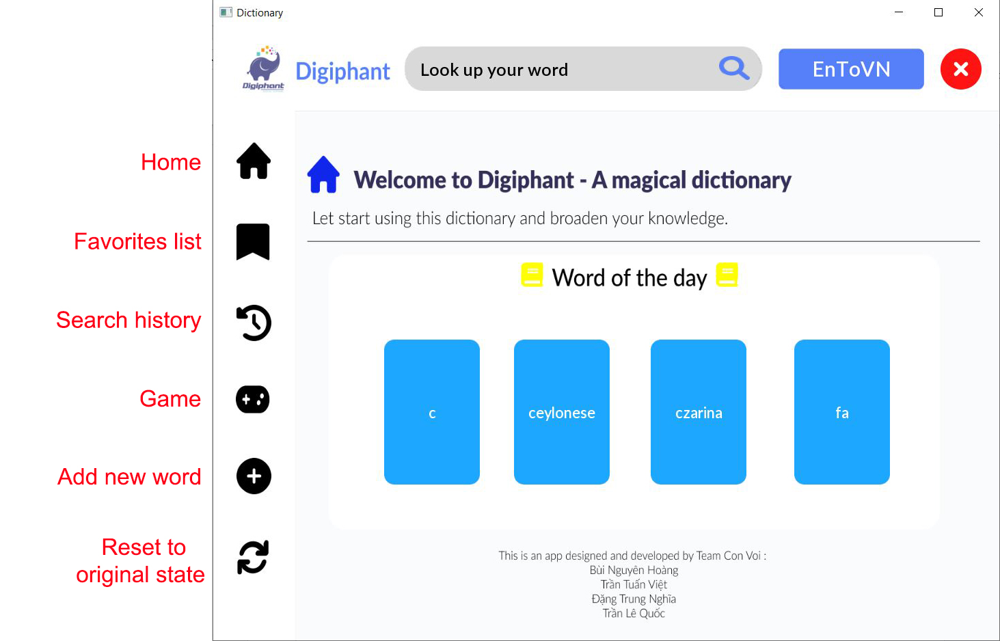 Dictionary
Digiphant
Digiphant
Look up your word
EnToVN
Home
Favorites list
Search history
Game
Add new word
Reset to
original state
Welcome to Digiphant - A magical dictionary
Let start using this dictionary and broaden your knowledge.
Word of the day
c
ceylonese
czarina
fa
This is an app designed and developed by Team Con Voi :
Bùi Nguyên Hoàng
Trần Tuấn Việt
Đặng Trung Nghĩa
Trần Lê Quốc